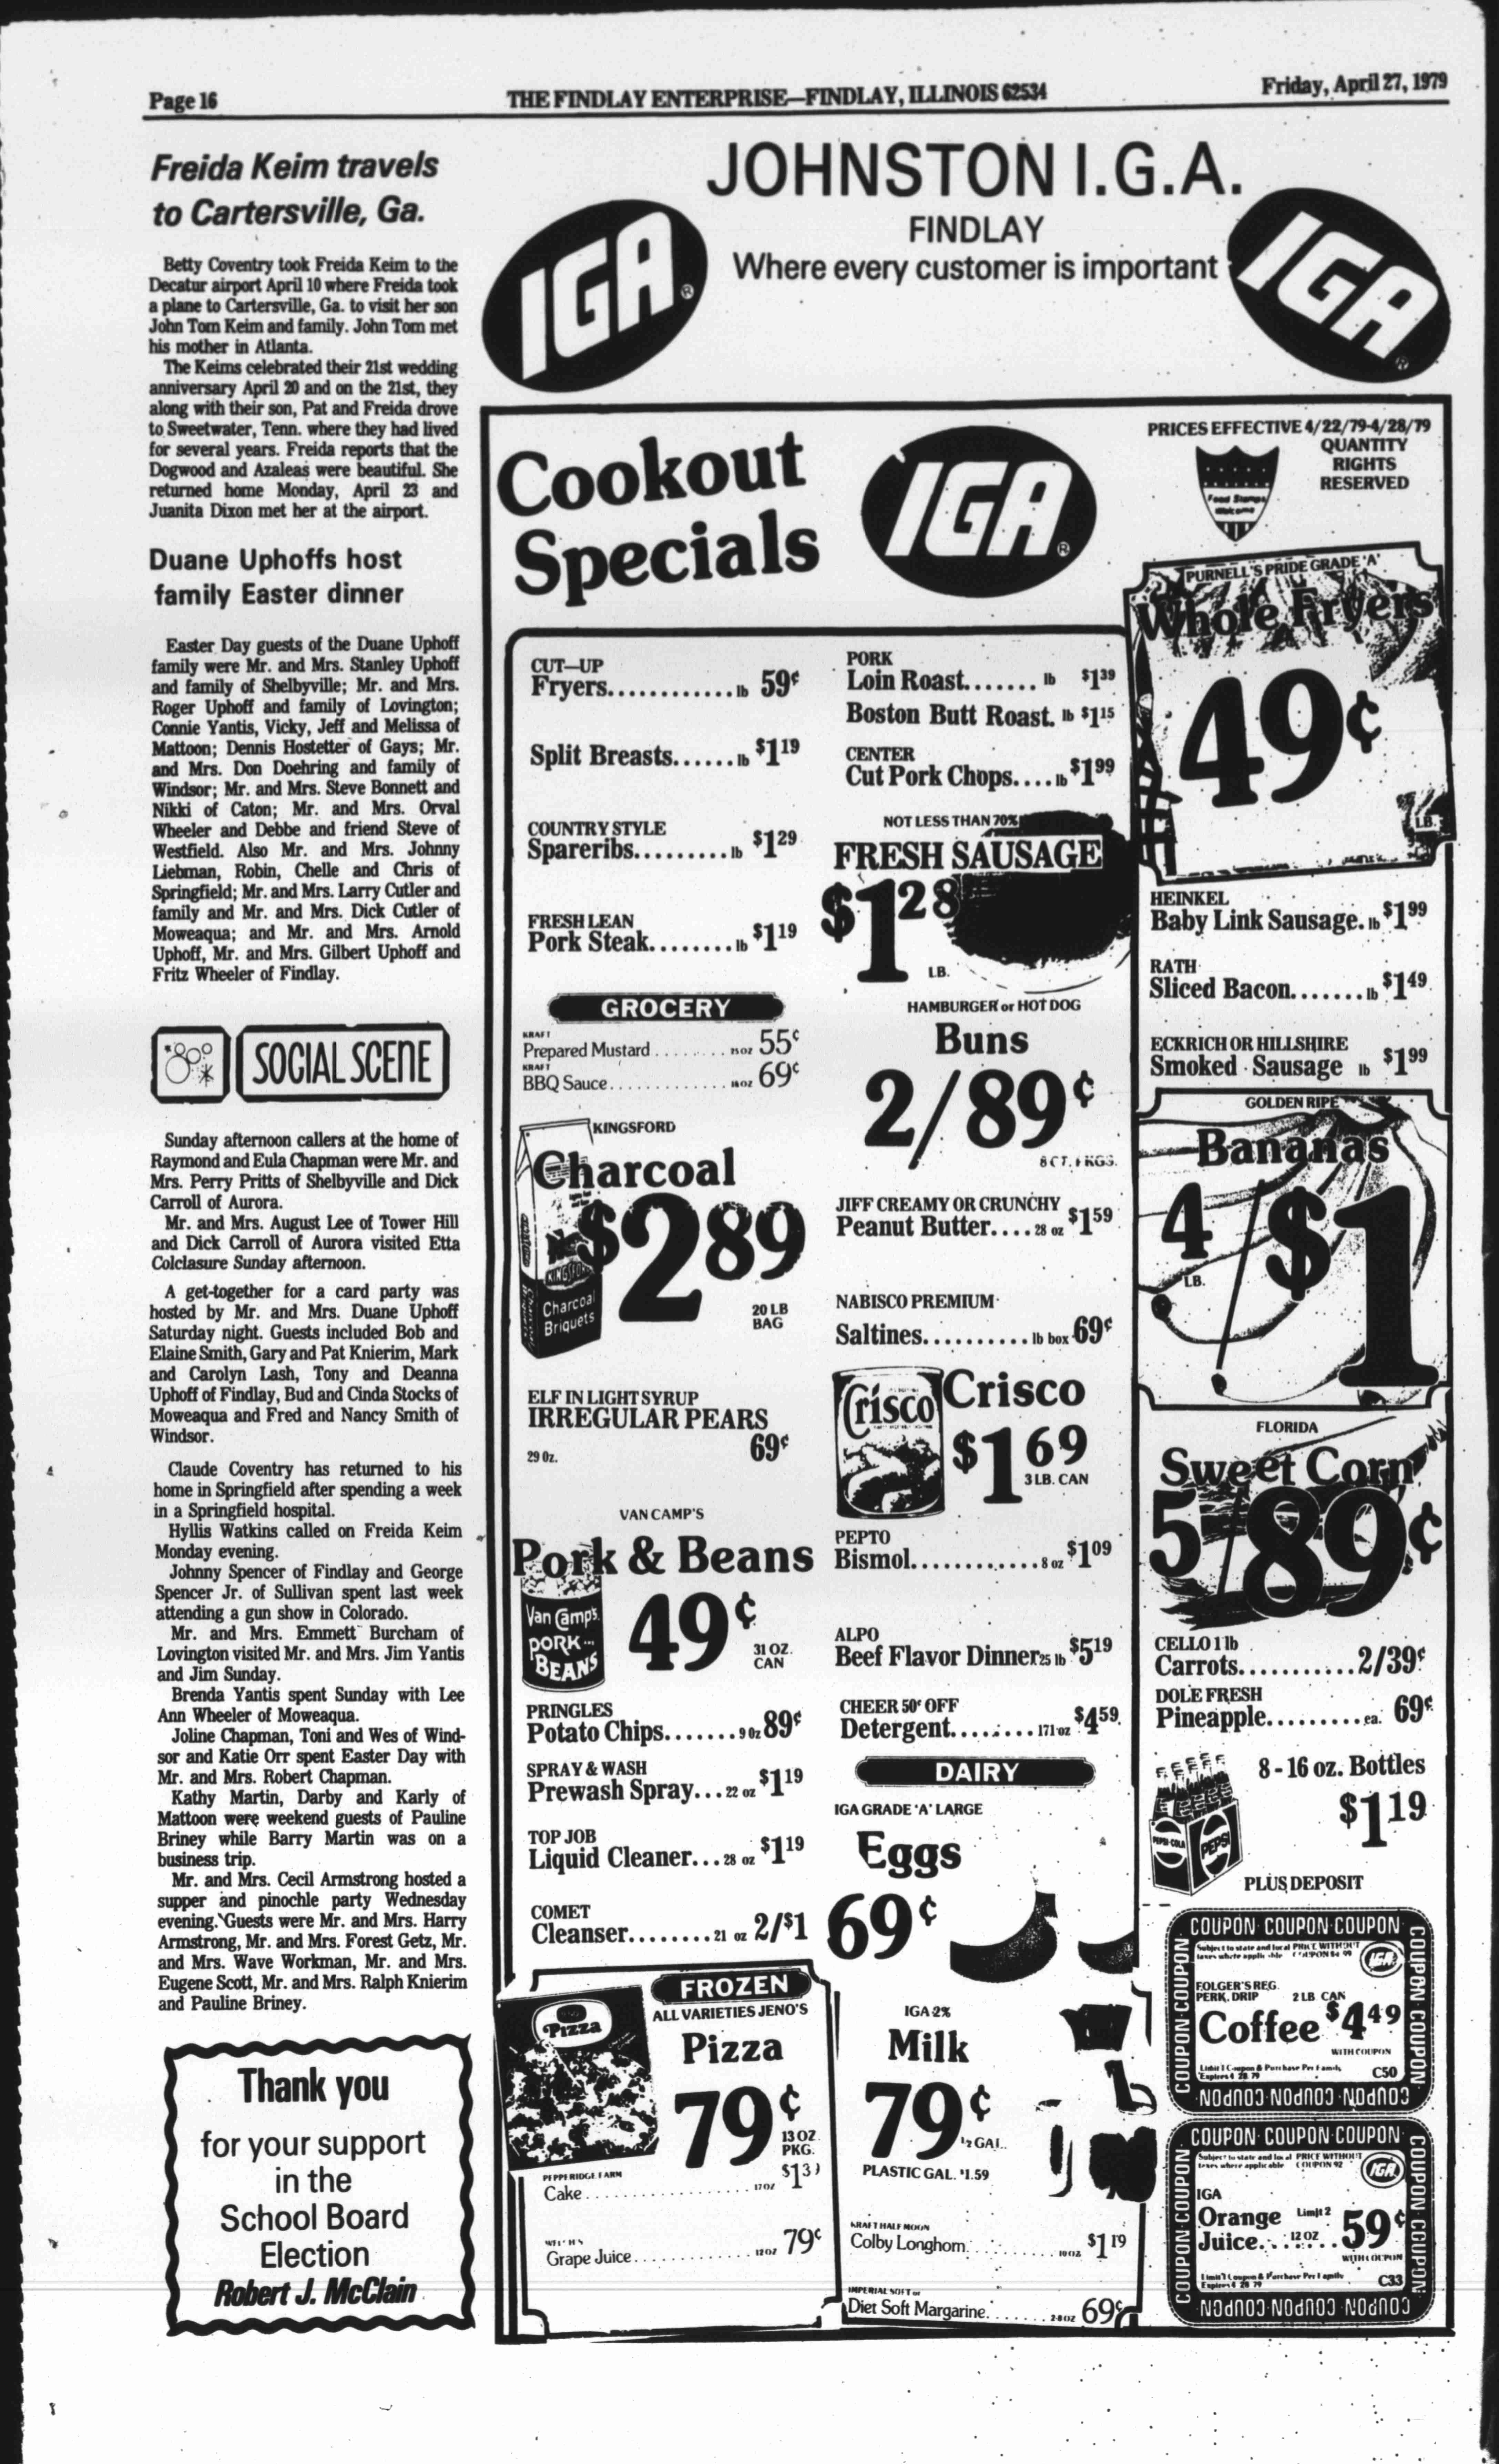 Page 16
THE FINDLAY ENTERPRISE—FINDLAY, ILLINOIS 62534
Friday, April 27, 1979
Freida Keim travels
to Cartersville, Ga.
Betty Coventry took Freida Keim to the
Decatur airport April 10 where Freida took
a plane to Cartersville, Ga. to visit her son
John Tom Keim and family. John Tom met
his mother in Atlanta.
The Keims celebrated their 21st wedding
anniversary April 20 and on the 21st, they
along with their son, Pat and Freida drove
to Sweetwater, Tenn. where they had lived
for several years. Freida reports that the
Dogwood and Azaleas were beautiful. She
returned home Monday, April 23 and
Juanita Dixon met her at the airport.
Duane Uphoffs host
family Easter dinner
Easter Day guests of the Duane Uphoff
family were Mr. and Mrs. Stanley Uphoff
and family of Shelbyville; Mr. and Mrs.
Roger Uphoff and family of Lovington;
Connie Yantis, Vicky, Jeff and Melissa of
Mattoon; Dennis Hostetter of Gays; Mr.
and Mrs. Don Doehring and family of
Windsor; Mr. and Mrs. Steve Bonnett and
Nikki of Caton; Mr. and Mrs. Orval
Wheeler and Debbe and friend Steve of
Westfield. Also Mr. and Mrs. Johnny
Liebman, Robin, Chelle and Chris of
Springfield; Mr. and Mrs. Larry Cutler and
family and Mr. and Mrs. Dick Cutler of
Moweaqua; and Mr. and Mrs. Arnold
Uphoff, Mr. and Mrs. Gilbert Uphoff and
Fritz Wheeler of Findlay.
SOCIAL SCENE
Sunday afternoon callers at the home of
Raymond and Eula Chapman were Mr. and
Mrs. Perry Pritts of Shelbyville and Dick
Carroll of Aurora.
Mr. and Mrs. August Lee of Tower Hill
and Dick Carroll of Aurora visited Etta
Colclasure Sunday afternoon.
A get-together for a card party was
hosted by Mr. and Mrs. Duane Uphoff
Saturday night. Guests included Bob and
Elaine Smith, Gary and Pat Knierim, Mark
and Carolyn Lash, Tony and Deanna
Uphoff of Findlay, Bud and Cinda Stocks of
Moweaqua and Fred and Nancy Smith of
Windsor.
Claude Coventry has returned to his
home in Springfield after spending a week
in a Springfield hospital.
Hyllis Watkins called on Freida Keim
Monday evening.
Johnny Spencer of Findlay and George
Spencer Jr. of Sullivan spent last week
attending a gun show in Colorado.
Mr. and Mrs. Emmett Burcham of
Lovington visited Mr. and Mrs. Jim Yantis
and Jim Sunday.
Brenda Yantis spent Sunday with Lee
Ann Wheeler of Moweaqua.
Joline Chapman, Toni and Wes of Wind-
sor and Katie Orr spent Easter Day with
Mr. and Mrs. Robert Chapman.
Kathy Martin, Darby and Karly of
Mattoon were weekend guests of Pauline
Briney while Barry Martin was on a
business trip.
Mr. and Mrs. Cecil Armstrong hosted a
supper and pinochle party Wednesday
evening. Guests were Mr. and Mrs. Harry
Armstrong, Mr. and Mrs. Forest Getz, Mr.
and Mrs. Wave Workman, Mr. and Mrs.
Eugene Scott, Mr. and Mrs. Ralph Knierim
and Pauline Briney.
Thank you
for your support
in the
School Board
Election
Robert J. McClain
JOHNSTON I.G.A.
FINDLAY
Where every customer is important
IGA®
IGA®
Cookout
Specials
IGA®
PRICES EFFECTIVE 4/22/79-4/28/79
QUANTITY
RIGHTS
RESERVED
Food Stamps
Welcome
CUT—UP
Fryers............lb 59¢
Split Breasts......lb $1 19
COUNTRY STYLE
Spareribs.........lb $1 29
FRESH LEAN
Pork Steak........lb $1 19
PORK
Loin Roast....... lb $1 39
Boston Butt Roast. lb $1 15
CENTER
Cut Pork Chops....lb $1 99
NOT LESS THAN 70%
FRESH SAUSAGE
$1 28
LB.
PURNELL'S PRIDE GRADE 'A'
Whole Fryers
49¢
LB.
HEINKEL
Baby Link Sausage. lb $1 99
RATH
Sliced Bacon.......lb $1 49
ECKRICH OR HILLSHIRE
Smoked Sausage lb $1 99
GROCERY
KRAFT
Prepared Mustard 55¢
KRAFT
BBQ Sauce 69¢
KINGSFORD
Charcoal
$2 89
20 LB
BAG
KINGSFORD
Charcoal
Briquets
ELF IN LIGHT SYRUP
IRREGULAR PEARS
29 Oz. 69¢
VAN CAMP'S
Pork & Beans
49¢
31 OZ.
CAN
Van Camp's
PORK
BEANS
PRINGLES
Potato Chips.......9 oz 89¢
SPRAY & WASH
Prewash Spray...22 oz $1 19
TOP JOB
Liquid Cleaner...28 oz $1 19
COMET
Cleanser........21 oz 2/$1
HAMBURGER or HOT DOG
Buns
2/89¢
8 CT. PKGS.
JIFF CREAMY OR CRUNCHY
Peanut Butter....28 oz $1 59
NABISCO PREMIUM
Saltines..........lb box 69¢
Crisco
Crisco
$1 69
3 LB. CAN
PEPTO
Bismol............8 oz $1 09
ALPO
Beef Flavor Dinner 25 lb $5 19
CHEER 50¢ OFF
Detergent........171 oz $4 59
DAIRY
IGA GRADE 'A' LARGE
Eggs
69¢
IGA 2%
Milk
79¢
½ GAL.
PLASTIC GAL. $1.59
KRAFT HALF MOON
Colby Longhorn 10 OZ $1 19
IMPERIAL SOFT or
Diet Soft Margarine 2-8 OZ 69¢
FROZEN
ALL VARIETIES JENO'S
Pizza
Pizza
79¢
13 OZ.
PKG.
PEPPERIDGE FARM
Cake 17 OZ
WELCH'S
Grape Juice 12 OZ 79¢
GOLDEN RIPE
Bananas
4/$1
LB.
FLORIDA
Sweet Corn
5/89¢
CELLO 1 lb
Carrots...........2/39¢
DOLE FRESH
Pineapple.........ea. 69¢
PEPSI-COLA
PEPSI
8 - 16 oz. Bottles
$1 19
PLUS DEPOSIT
COUPON·COUPON·COUPON
Subject to state and local
taxes where applicable
PRICE WITHOUT
COUPON $4.99
IGA
FOLGER'S REG.
PERK, DRIP 2 LB CAN
Coffee $4 49
WITH COUPON
Limit 1 Coupon & Purchase Per Family
Expires 4 28 79 C50
COUPON·COUPON·COUPON
COUPON·COUPON·COUPON
Subject to state and local
taxes where applicable
PRICE WITHOUT
COUPON 92
IGA
IGA
Orange Limit 2
Juice 12 OZ 59¢
WITH COUPON
Limit 1 Coupon & Purchase Per Family
Expires 4 28 79 C33
COUPON·COUPON·COUPON